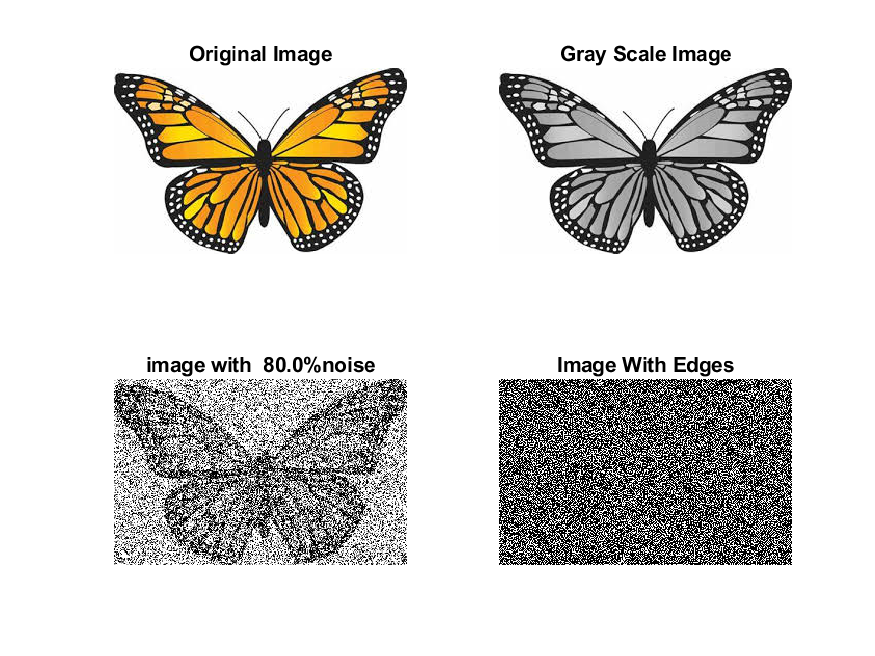 Original Image
Gray Scale Image
image with  80.0%noise
Image With Edges